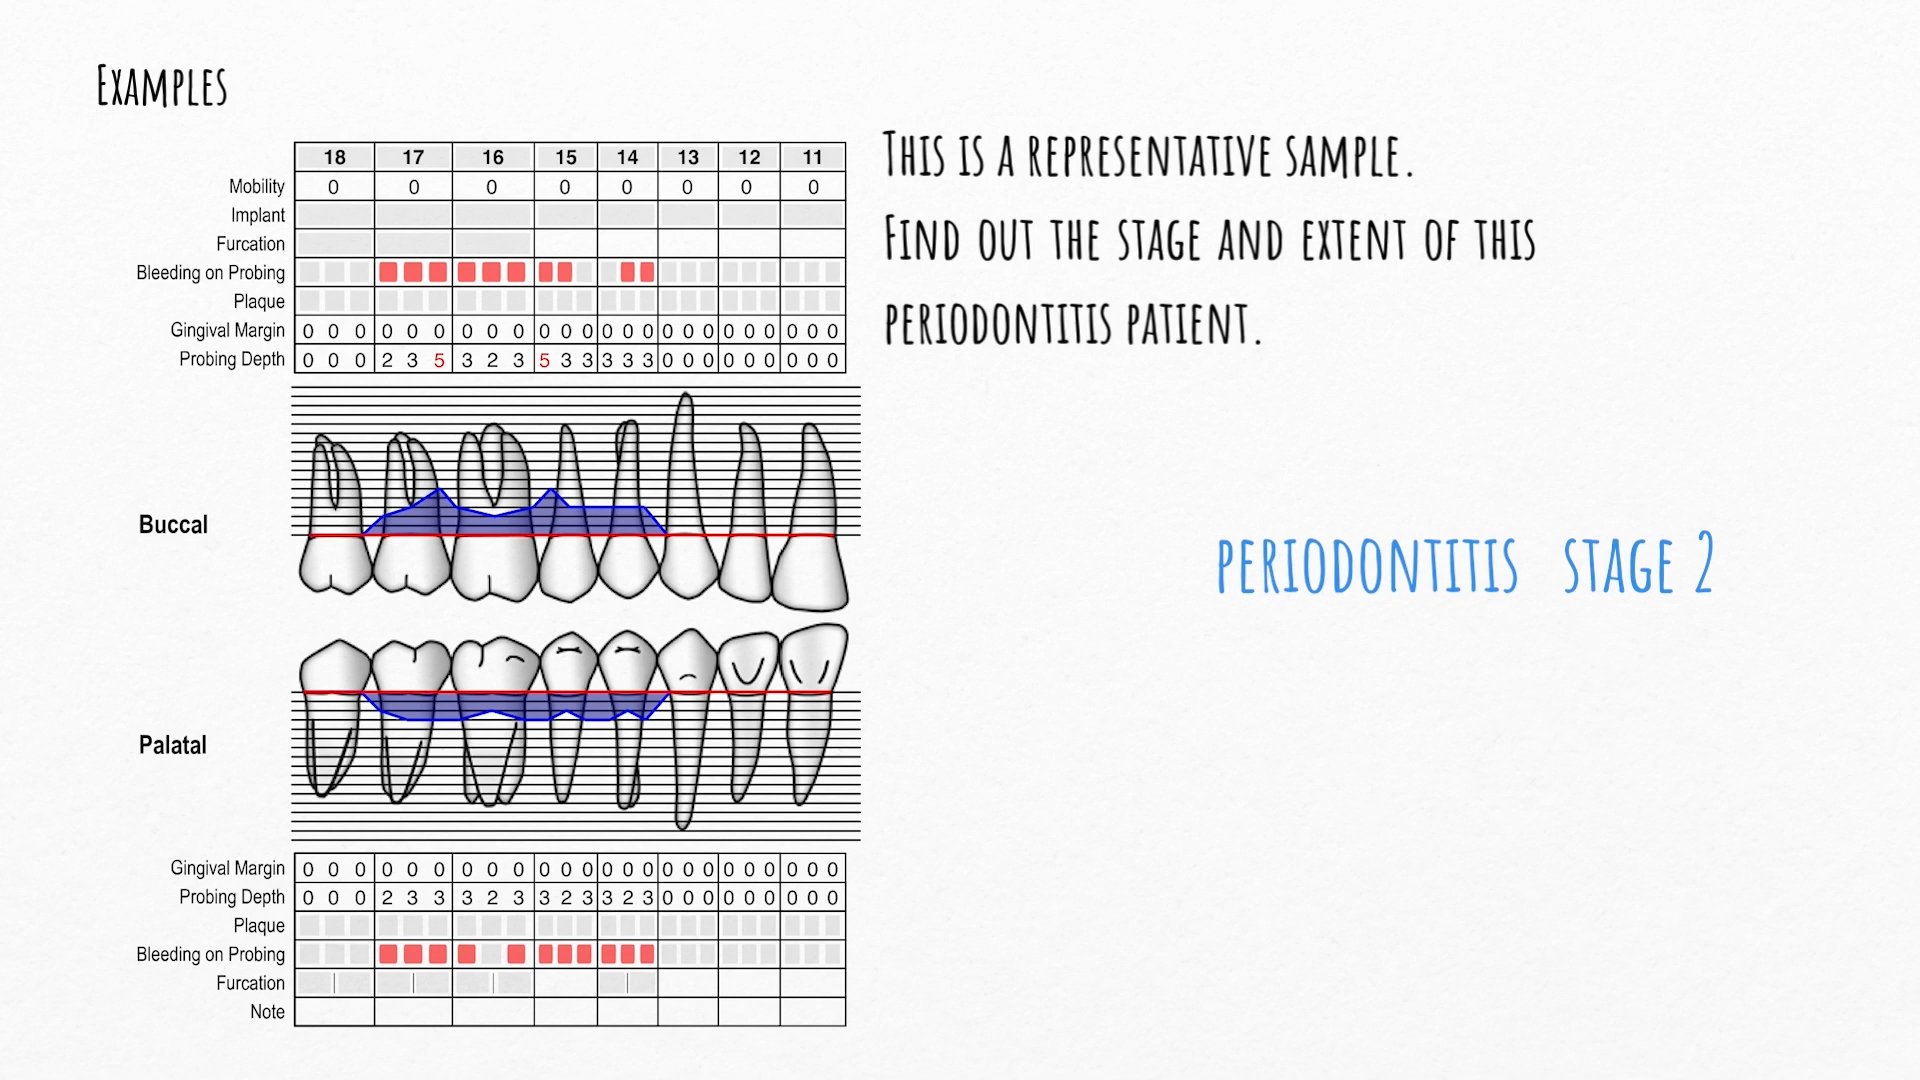 Examples
18 17 16 15 14 13 12 11
Mobility 0 0 0 0 0 0 0 0
Implant
Furcation
Bleeding on Probing
Plaque
Gingival Margin 0 0 0 0 0 0 0 0 0 0 0 0 0 0 0 0 0 0 0 0 0 0 0 0
Probing Depth 0 0 0 2 3 5 3 2 3 5 3 3 3 3 3 0 0 0 0 0 0 0 0 0
Buccal
Palatal
Gingival Margin 0 0 0 0 0 0 0 0 0 0 0 0 0 0 0 0 0 0 0 0 0 0 0 0
Probing Depth 0 0 0 2 3 3 3 2 3 3 2 3 3 2 3 0 0 0 0 0 0 0 0 0
Plaque
Bleeding on Probing
Furcation
Note
This is a representative sample.
Find out the stage and extent of this
periodontitis patient.
periodontitis stage 2